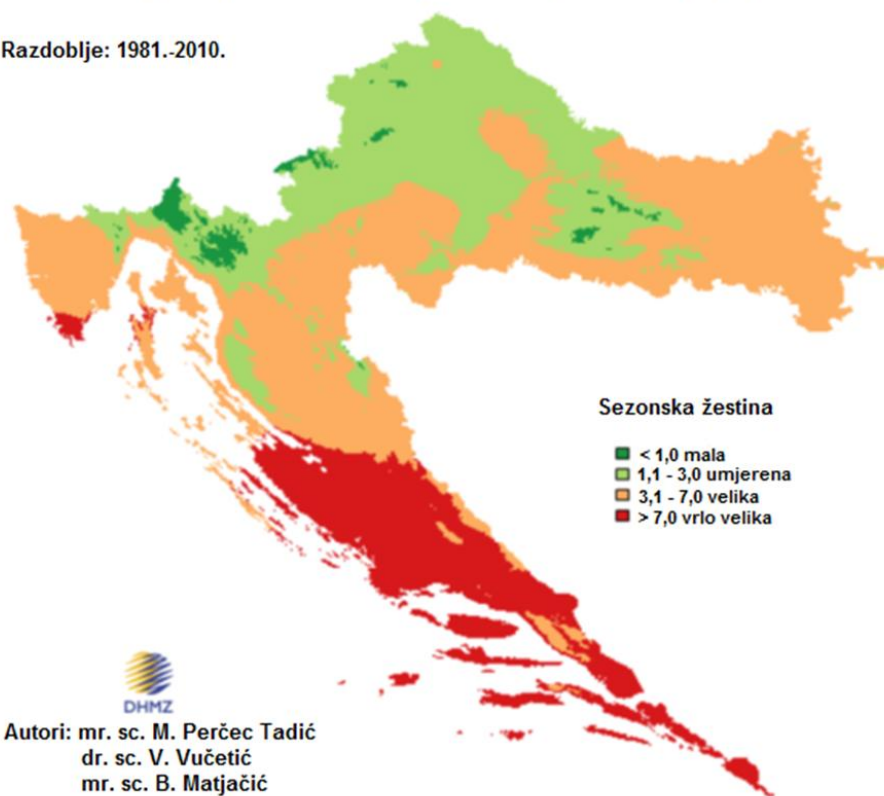 Razdoblje: 1981.-2010.
Sezonska žestina
< 1,0 mala
1,1 - 3,0 umjerena
3,1 - 7,0 velika
> 7,0 vrlo velika
DHMZ
Autori: mr. sc. M. Perčec Tadić
dr. sc. V. Vučetić
mr. sc. B. Matjačić